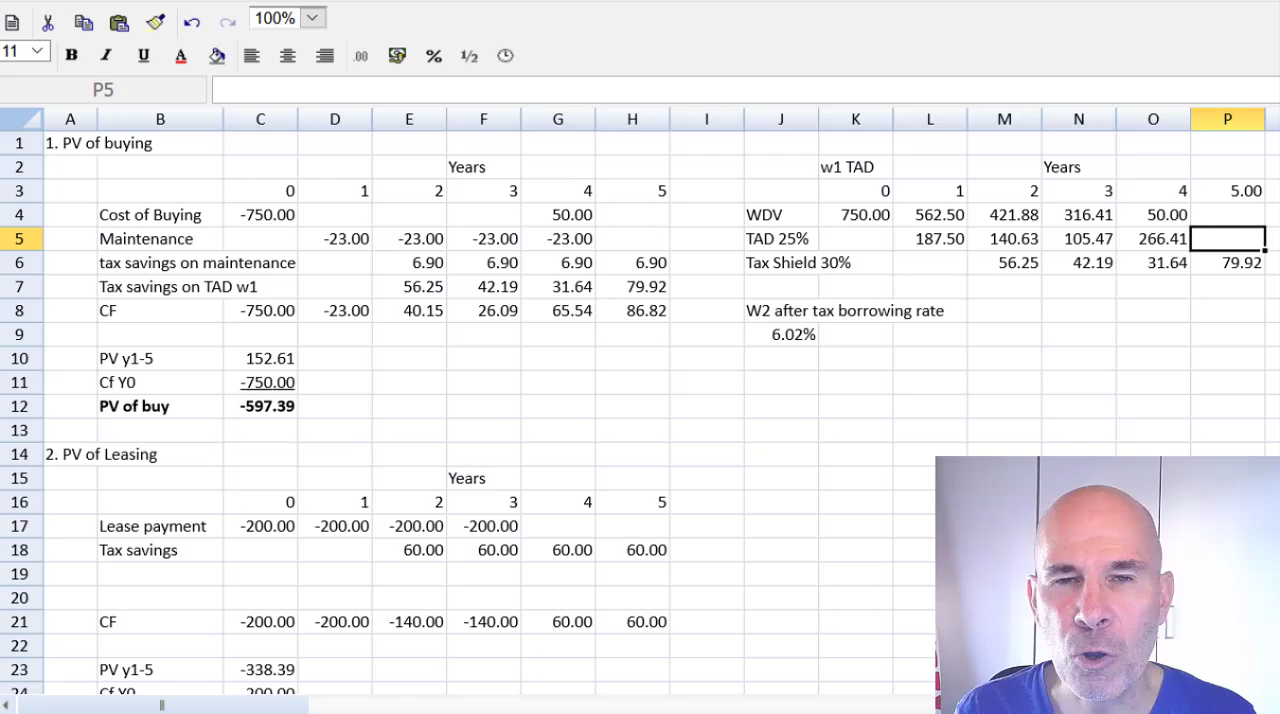 100%
11 B I U A .00 % 1/2
P5
A B C D E F G H I J K L M N O P
1 1. PV of buying
2 Years w1 TAD Years
3 0 1 2 3 4 5 0 1 2 3 4 5.00
4 Cost of Buying -750.00 50.00 WDV 750.00 562.50 421.88 316.41 50.00
5 Maintenance -23.00 -23.00 -23.00 -23.00 TAD 25% 187.50 140.63 105.47 266.41
6 tax savings on maintenance 6.90 6.90 6.90 6.90 Tax Shield 30% 56.25 42.19 31.64 79.92
7 Tax savings on TAD w1 56.25 42.19 31.64 79.92
8 CF -750.00 -23.00 40.15 26.09 65.54 86.82 W2 after tax borrowing rate
9 6.02%
10 PV y1-5 152.61
11 Cf Y0 -750.00
12 PV of buy -597.39
13
14 2. PV of Leasing
15 Years
16 0 1 2 3 4 5
17 Lease payment -200.00 -200.00 -200.00 -200.00
18 Tax savings 60.00 60.00 60.00 60.00
19
20
21 CF -200.00 -200.00 -140.00 -140.00 60.00 60.00
22
23 PV y1-5 -338.39
24 Cf Y0 -200.00